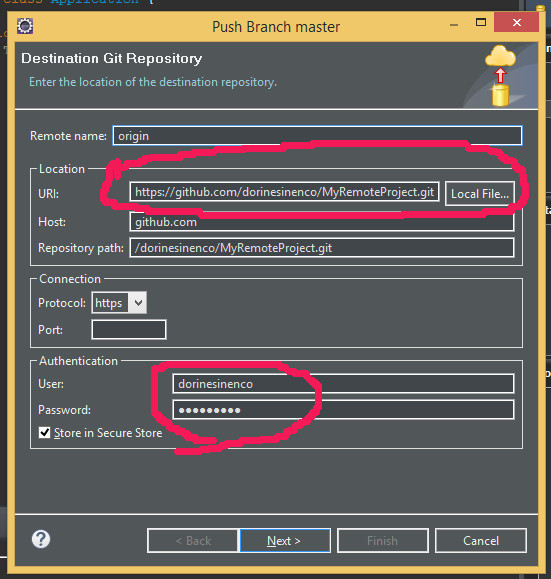 class Application {
Push Branch master
Destination Git Repository
Enter the location of the destination repository.
Remote name: origin
Location
URI: https://github.com/dorinesinenco/MyRemoteProject.git Local File...
Host: github.com
Repository path: /dorinesinenco/MyRemoteProject.git
Connection
Protocol: https
Port:
Authentication
User: dorinesinenco
Password: ●●●●●●●●●
Store in Secure Store
< Back Next > Finish Cancel